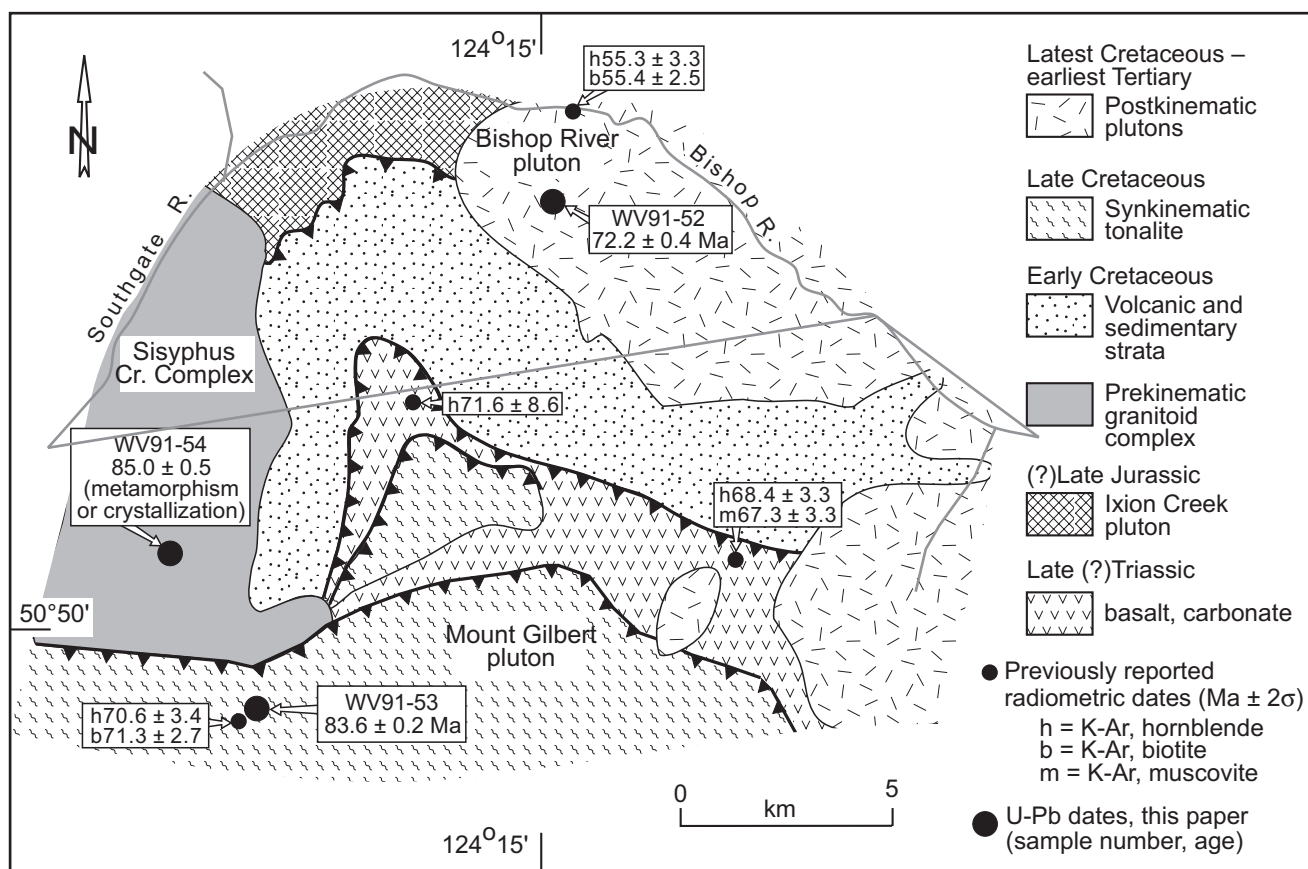 124°15'
h55.3 ± 3.3
b55.4 ± 2.5
N
Bishop River
pluton
Bishop R.
WV91-52
72.2 ± 0.4 Ma
Southgate R.
Sisyphus
Cr. Complex
h71.6 ± 8.6
WV91-54
85.0 ± 0.5
(metamorphism
or crystallization)
h68.4 ± 3.3
m67.3 ± 3.3
50°50'
Mount Gilbert
pluton
h70.6 ± 3.4
b71.3 ± 2.7
WV91-53
83.6 ± 0.2 Ma
0 5
km
124°15'
Latest Cretaceous –
earliest Tertiary
Postkinematic
plutons
Late Cretaceous
Synkinematic
tonalite
Early Cretaceous
Volcanic and
sedimentary
strata
Prekinematic
granitoid
complex
(?)Late Jurassic
Ixion Creek
pluton
Late (?)Triassic
basalt, carbonate
Previously reported
radiometric dates (Ma ± 2σ)
h = K-Ar, hornblende
b = K-Ar, biotite
m = K-Ar, muscovite
U-Pb dates, this paper
(sample number, age)